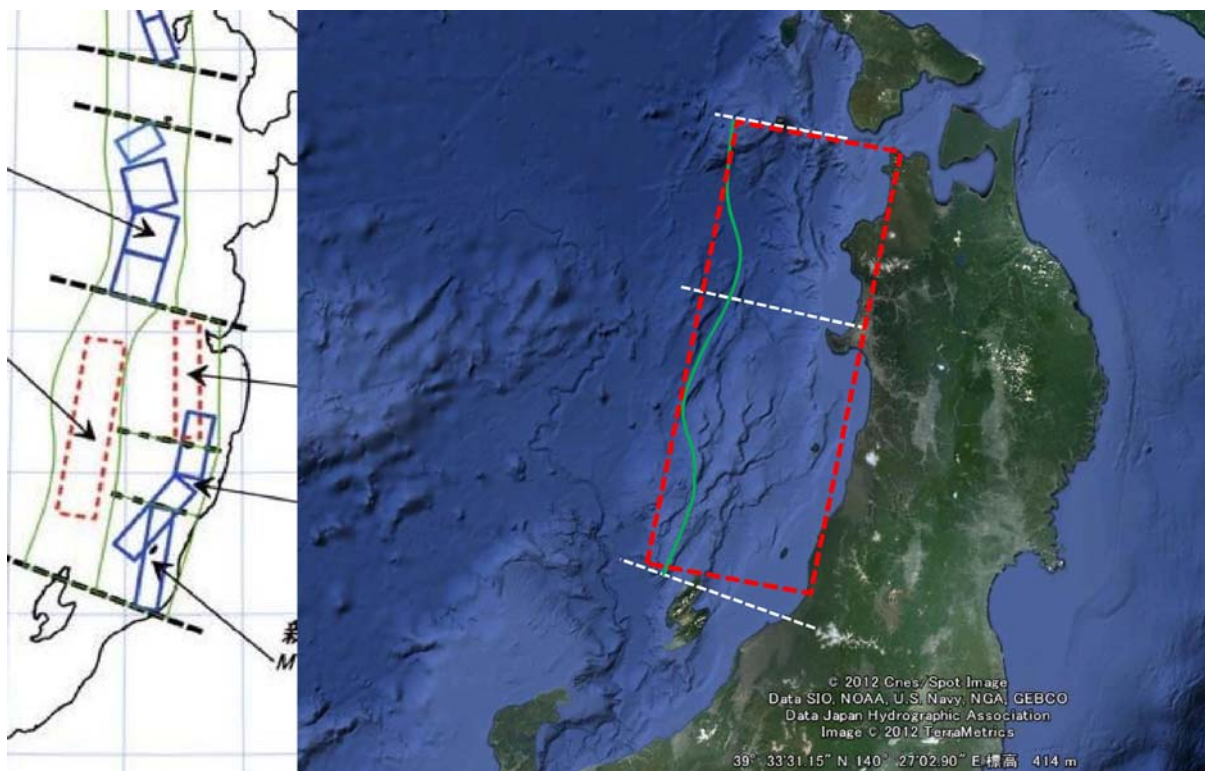 新
M
© 2012 Cnes/Spot Image
Data SIO, NOAA, U.S. Navy, NGA, GEBCO
Data Japan Hydrographic Association
Image © 2012 TerraMetrics
39° 33'31.15" N 140° 27'02.90" E 標高 414 m